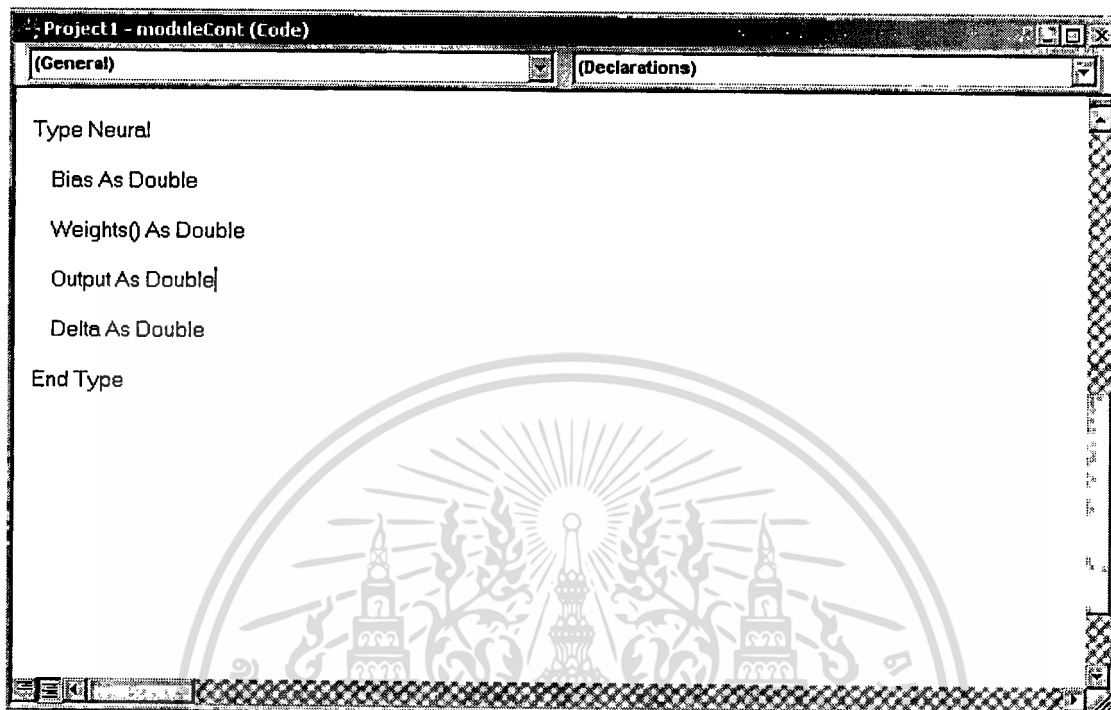 Project1 - moduleCont (Code)
(General)
(Declarations)
Type Neural
Bias As Double
Weights() As Double
Output As Double
Delta As Double
End Type